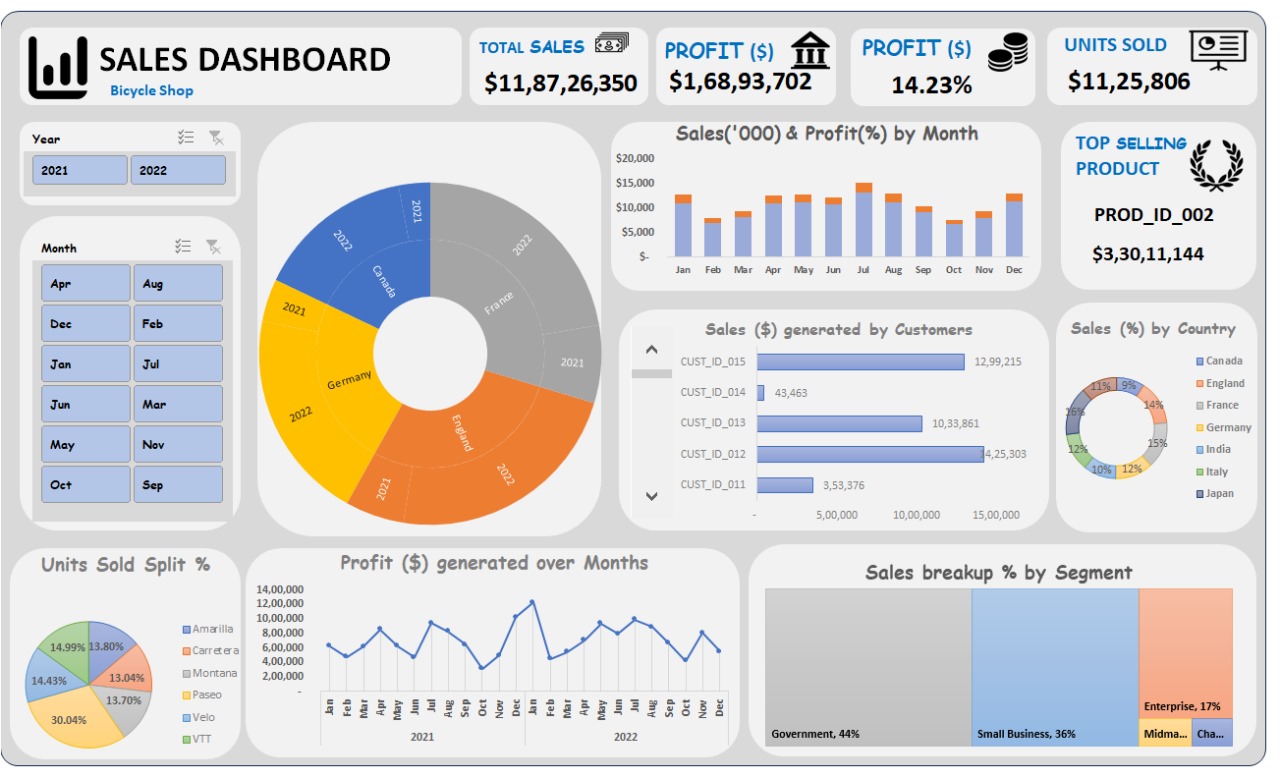 SALES DASHBOARD
Bicycle Shop
TOTAL SALES
$11,87,26,350
PROFIT ($)
$1,68,93,702
PROFIT ($)
14.23%
UNITS SOLD
$11,25,806
Year
2021
2022
Month
Apr
Aug
Dec
Feb
Jan
Jul
Jun
Mar
May
Nov
Oct
Sep
2021
2022
Canada
2022
France
2021
2021
Germany
2022
England
2021
2022
Sales('000) & Profit(%) by Month
$20,000
$15,000
$10,000
$5,000
$-
Jan Feb Mar Apr May Jun Jul Aug Sep Oct Nov Dec
TOP SELLING
PRODUCT
PROD_ID_002
$3,30,11,144
Sales ($) generated by Customers
CUST_ID_015 12,99,215
CUST_ID_014 43,463
CUST_ID_013 10,33,861
CUST_ID_012 14,25,303
CUST_ID_011 3,53,376
- 5,00,000 10,00,000 15,00,000
Sales (%) by Country
11% 9%
14%
16%
15%
12%
10% 12%
Canada
England
France
Germany
India
Italy
Japan
Units Sold Split %
14.99% 13.80%
14.43%
13.04%
13.70%
30.04%
Amarilla
Carretera
Montana
Paseo
Velo
VTT
Profit ($) generated over Months
14,00,000
12,00,000
10,00,000
8,00,000
6,00,000
4,00,000
2,00,000
-
Jan Feb Mar Apr May Jun Jul Aug Sep Oct Nov Dec Jan Feb Mar Apr May Jun Jul Aug Sep Oct Nov Dec
2021 2022
Sales breakup % by Segment
Government, 44%
Small Business, 36%
Enterprise, 17%
Midma...
Cha...